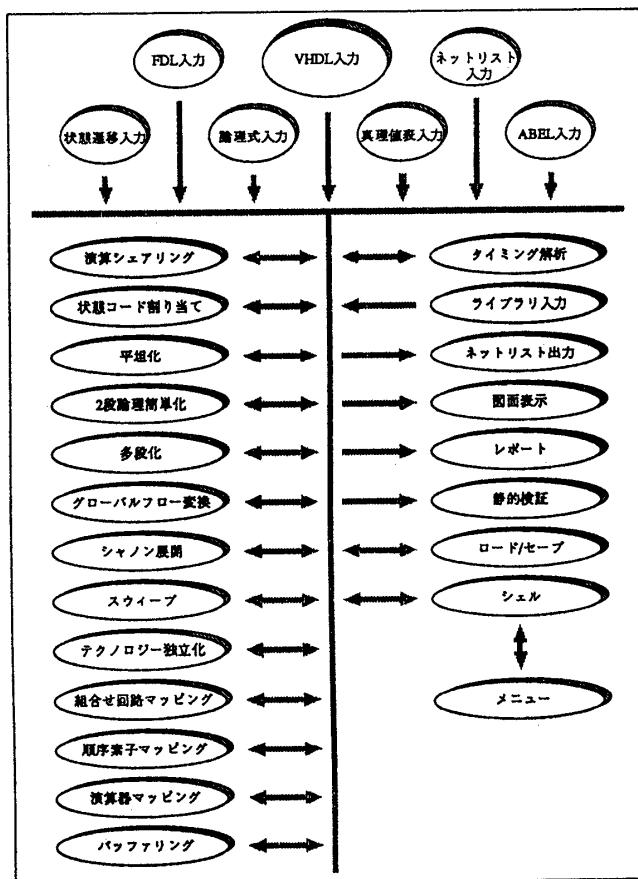 FDL入力
VHDL入力
ネットリスト
入力
状態遷移入力
論理式入力
真理値表入力
ABEL入力
演算シェアリング
タイミング解析
状態コード割り当て
ライブラリ入力
平坦化
ネットリスト出力
2段論理簡単化
図面表示
多段化
レポート
グローバルフロー変換
静的検証
シャノン展開
ロード/セーブ
スウィープ
シェル
テクノロジー独立化
組合せ回路マッピング
メニュー
順序素子マッピング
演算器マッピング
バッファリング